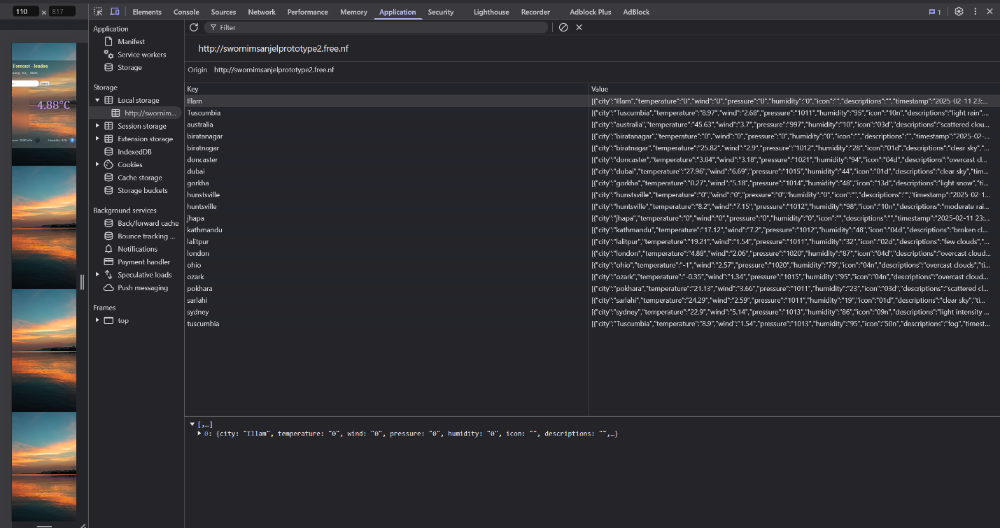 110 × 817
Elements Console Sources Network Performance Memory Application Security Lighthouse Recorder Adblock Plus AdBlock 1
Forecast - london
uary 12, 2025
Search
4.88°C
Humidity: 87%
Application
Manifest
Service workers
Storage
Storage
Local storage
http://swornim...
Session storage
Extension storage
IndexedDB
Cookies
Cache storage
Storage buckets
Background services
Back/forward cache
Bounce tracking ...
Notifications
Payment handler
Speculative loads
Push messaging
Frames
top
Filter
http://swornimsanjelprototype2.free.nf
Origin http://swornimsanjelprototype2.free.nf
Key Value
Illam [{"city":"Illam","temperature":"0","wind":"0","pressure":"0","humidity":"0","icon":"","descriptions":"","timestamp":"2025-02-11 23:...
Tuscumbia [{"city":"Tuscumbia","temperature":"8.97","wind":"2.68","pressure":"1011","humidity":"95","icon":"10n","descriptions":"light rain",...
australia [{"city":"australia","temperature":"45.63","wind":"3.7","pressure":"997","humidity":"10","icon":"03d","descriptions":"scattered clou...
biratanagar [{"city":"biratanagar","temperature":"0","wind":"0","pressure":"0","humidity":"0","icon":"","descriptions":"","timestamp":"2025-02-...
biratnagar [{"city":"biratnagar","temperature":"25.82","wind":"2.9","pressure":"1012","humidity":"28","icon":"01d","descriptions":"clear sky","...
doncaster [{"city":"doncaster","temperature":"3.84","wind":"3.18","pressure":"1021","humidity":"94","icon":"04d","descriptions":"overcast cl...
dubai [{"city":"dubai","temperature":"27.96","wind":"6.69","pressure":"1015","humidity":"44","icon":"01d","descriptions":"clear sky","tim...
gorkha [{"city":"gorkha","temperature":"0.27","wind":"5.18","pressure":"1014","humidity":"48","icon":"13d","descriptions":"light snow","ti...
hunstsville [{"city":"hunstsville","temperature":"0","wind":"0","pressure":"0","humidity":"0","icon":"","descriptions":"","timestamp":"2025-02-1...
huntsville [{"city":"huntsville","temperature":"8.2","wind":"7.15","pressure":"1012","humidity":"98","icon":"10n","descriptions":"moderate rai...
jhapa [{"city":"jhapa","temperature":"0","wind":"0","pressure":"0","humidity":"0","icon":"","descriptions":"","timestamp":"2025-02-11 23:...
kathmandu [{"city":"kathmandu","temperature":"17.12","wind":"7.2","pressure":"1012","humidity":"48","icon":"04d","descriptions":"broken cl...
lalitpur [{"city":"lalitpur","temperature":"19.21","wind":"1.54","pressure":"1011","humidity":"32","icon":"02d","descriptions":"few clouds","...
london [{"city":"london","temperature":"4.88","wind":"2.06","pressure":"1020","humidity":"87","icon":"04d","descriptions":"overcast cloud...
ohio [{"city":"ohio","temperature":"-1","wind":"2.57","pressure":"1020","humidity":"79","icon":"04n","descriptions":"overcast clouds","ti...
ozark [{"city":"ozark","temperature":"-0.35","wind":"1.34","pressure":"1015","humidity":"95","icon":"04n","descriptions":"overcast cloud...
pokhara [{"city":"pokhara","temperature":"21.13","wind":"3.66","pressure":"1011","humidity":"23","icon":"03d","descriptions":"scattered cl...
sarlahi [{"city":"sarlahi","temperature":"24.29","wind":"2.59","pressure":"1011","humidity":"19","icon":"01d","descriptions":"clear sky","ti...
sydney [{"city":"sydney","temperature":"22.9","wind":"5.14","pressure":"1013","humidity":"86","icon":"09n","descriptions":"light intensity ...
tuscumbia [{"city":"Tuscumbia","temperature":"8.9","wind":"1.54","pressure":"1013","humidity":"95","icon":"50n","descriptions":"fog","timest...
[,…]
0: {city: "Illam", temperature: "0", wind: "0", pressure: "0", humidity: "0", icon: "", descriptions: "",…}